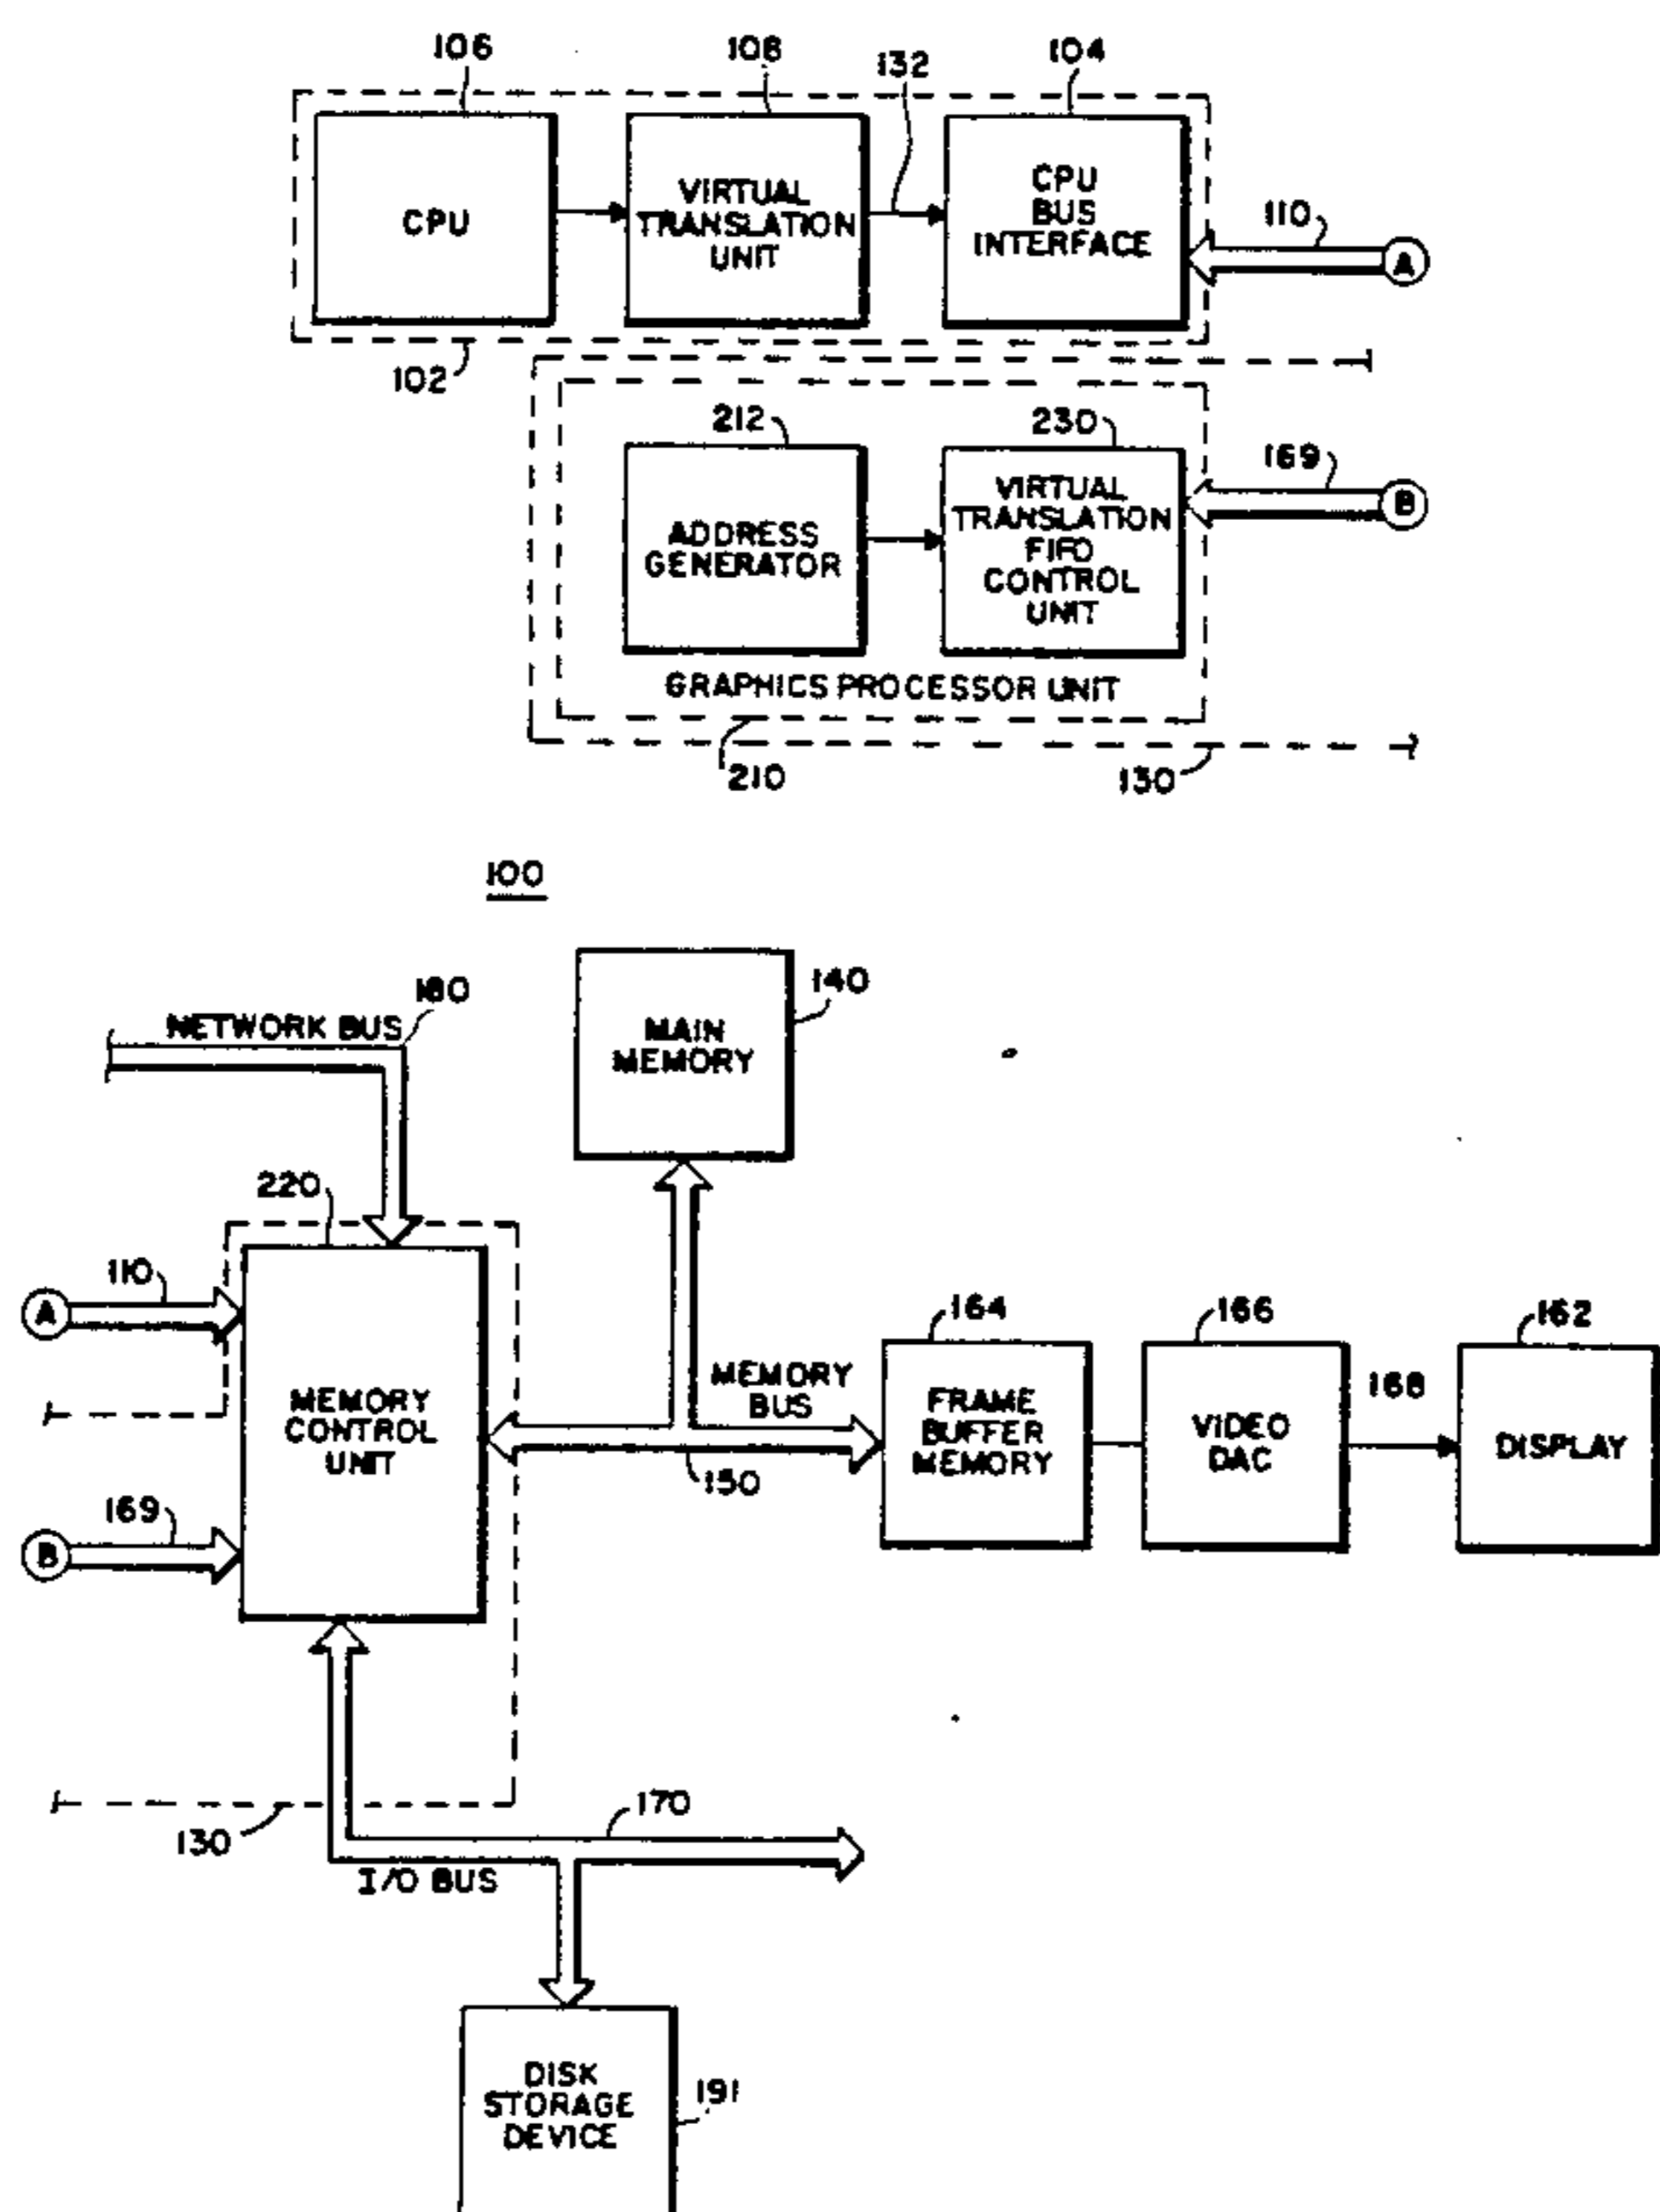 106
108
132
104
CPU
VIRTUAL
TRANSLATION
UNIT
CPU
BUS
INTERFACE
110
A
102
212
230
169
ADDRESS
GENERATOR
VIRTUAL
TRANSLATION
FIFO
CONTROL
UNIT
B
GRAPHICS PROCESSOR UNIT
210
130
100
180
NETWORK BUS
140
MAIN
MEMORY
220
110
A
MEMORY
CONTROL
UNIT
169
B
MEMORY
BUS
150
164
FRAME
BUFFER
MEMORY
166
VIDEO
DAC
168
162
DISPLAY
130
170
I/O BUS
DISK
STORAGE
DEVICE
191